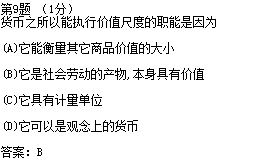 第9题 （1分）
货币之所以能执行价值尺度的职能是因为
(A)它能衡量其它商品价值的大小
(B)它是社会劳动的产物,本身具有价值
(C)它具有计量单位
(D)它可以是观念上的货币
答案：B